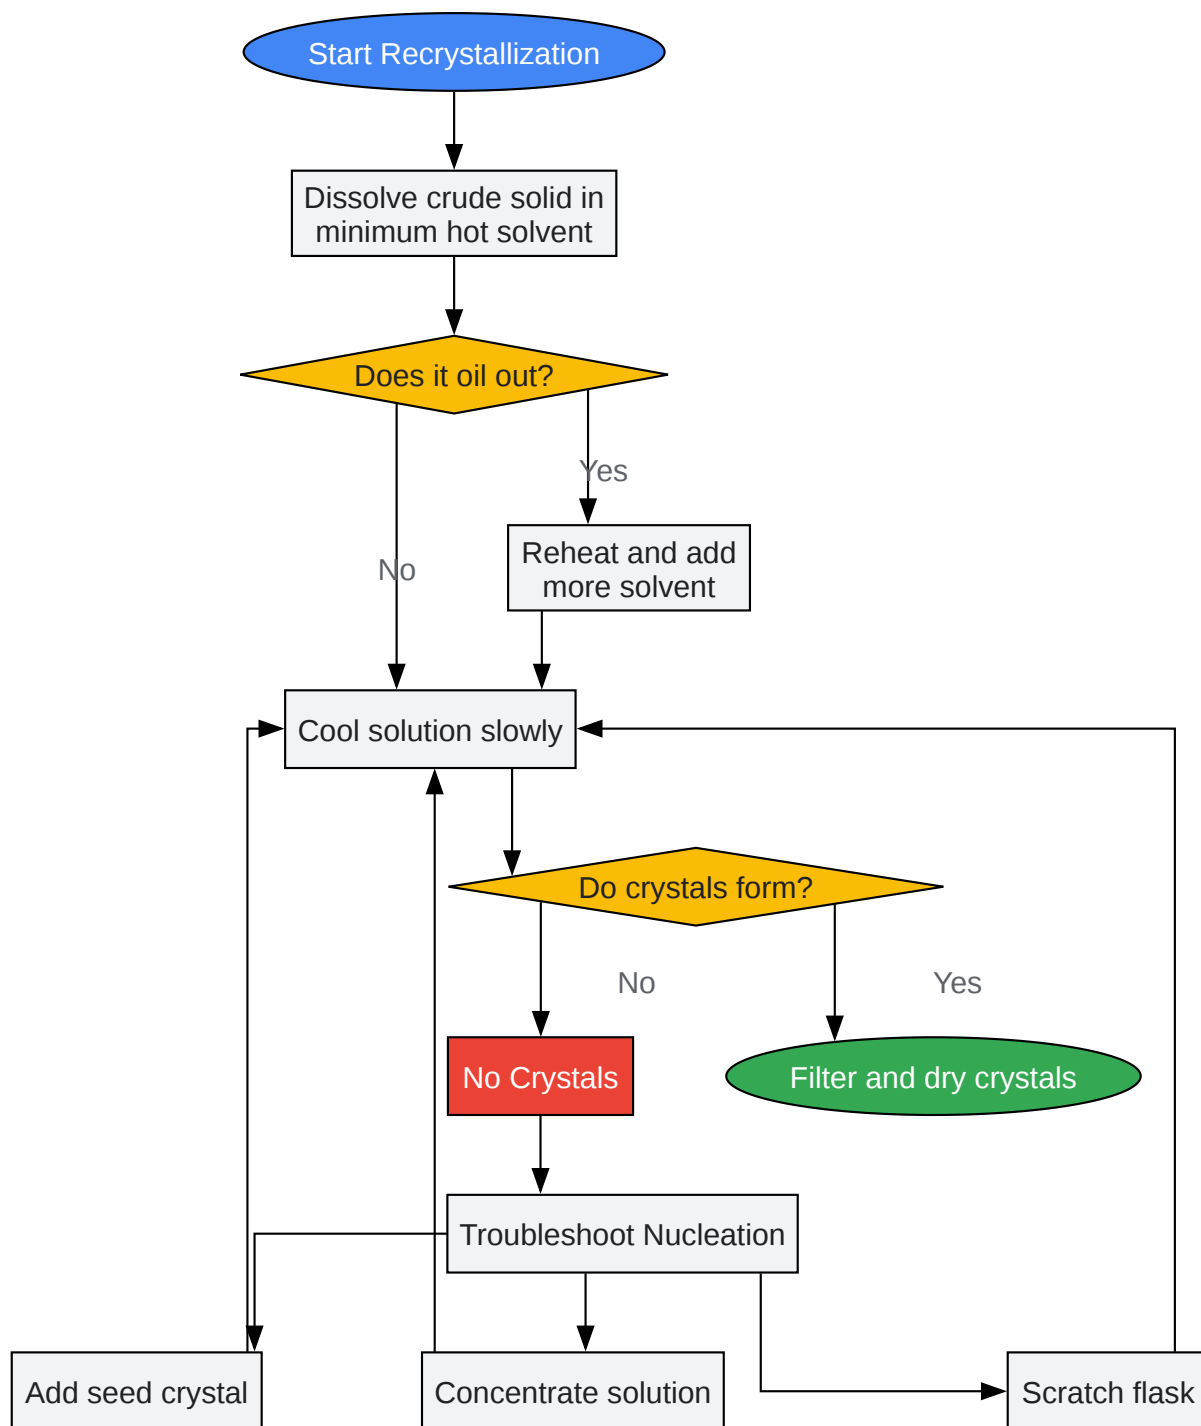 Start Recrystallization
Dissolve crude solid in
minimum hot solvent
Does it oil out?
Yes
Reheat and add
more solvent
No
Cool solution slowly
Do crystals form?
No
Yes
No Crystals
Filter and dry crystals
Troubleshoot Nucleation
Add seed crystal
Concentrate solution
Scratch flask